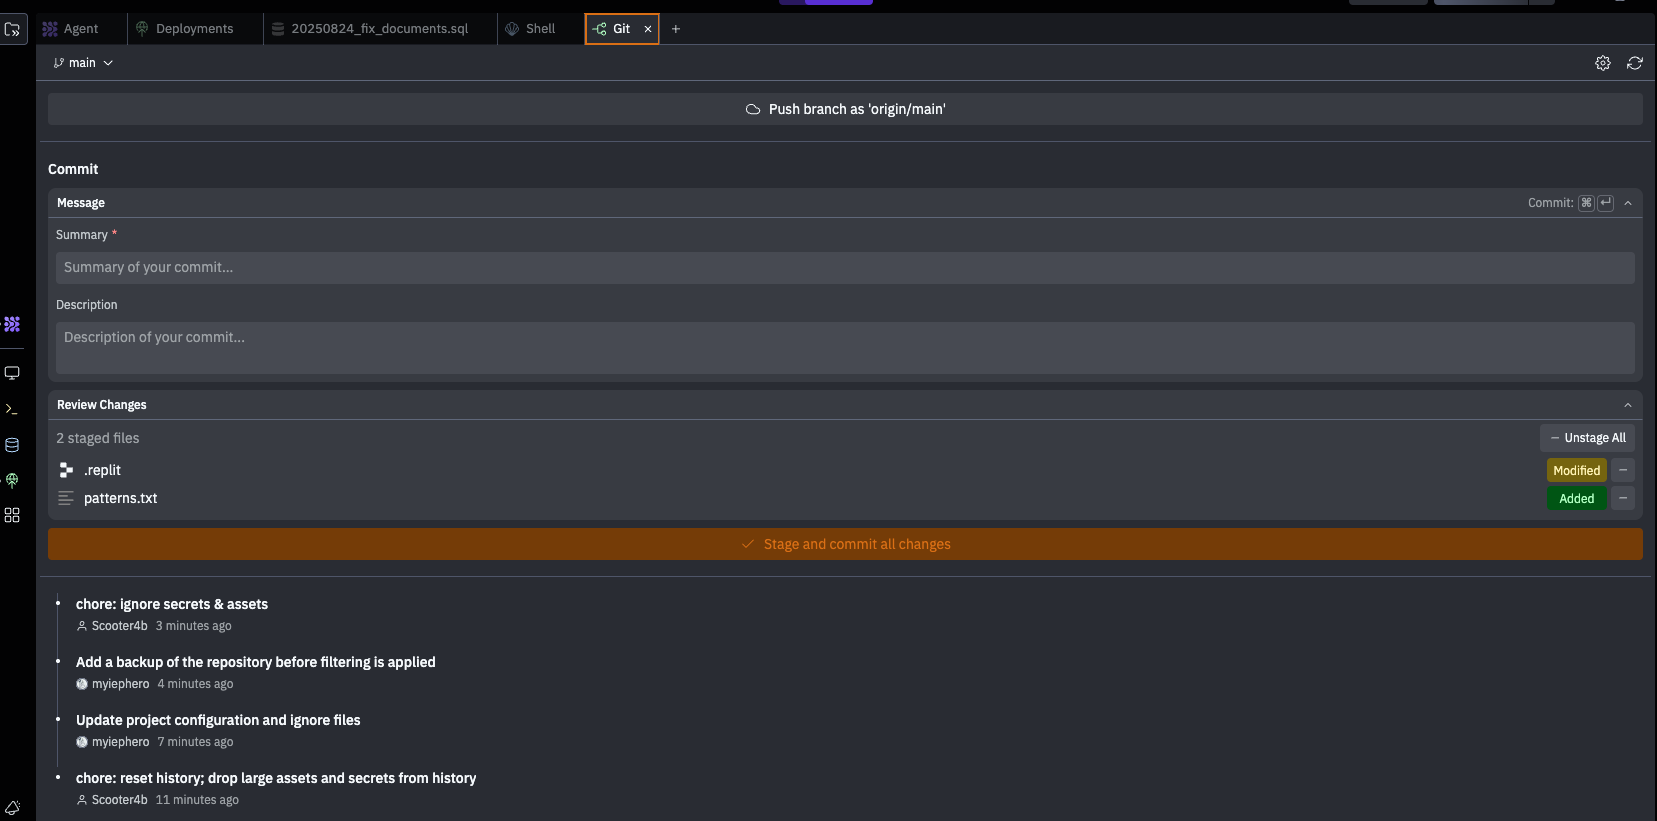 Agent
Deployments
20250824_fix_documents.sql
Shell
Git
main
Push branch as 'origin/main'
Commit
Message
Commit: ⌘ ↵
Summary *
Summary of your commit...
Description
Description of your commit...
Review Changes
2 staged files
Unstage All
.replit
Modified
patterns.txt
Added
Stage and commit all changes
chore: ignore secrets & assets
Scooter4b 3 minutes ago
Add a backup of the repository before filtering is applied
myiephero 4 minutes ago
Update project configuration and ignore files
myiephero 7 minutes ago
chore: reset history; drop large assets and secrets from history
Scooter4b 11 minutes ago